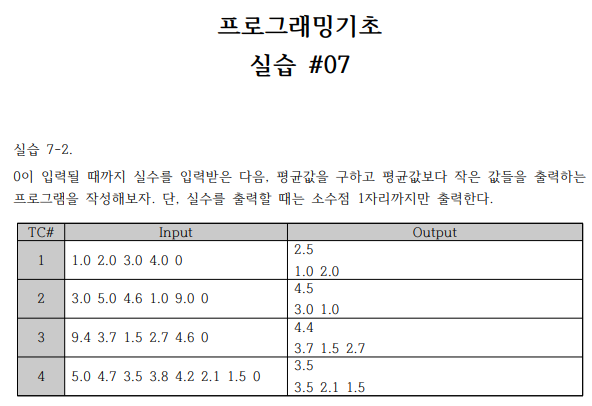 프로그래밍기초
실습 #07
실습 7-2.
0이 입력될 때까지 실수를 입력받은 다음, 평균값을 구하고 평균값보다 작은 값들을 출력하는
프로그램을 작성해보자. 단, 실수를 출력할 때는 소수점 1자리까지만 출력한다.
TC# Input Output
1 1.0 2.0 3.0 4.0 0 2.5
1.0 2.0
2 3.0 5.0 4.6 1.0 9.0 0 4.5
3.0 1.0
3 9.4 3.7 1.5 2.7 4.6 0 4.4
3.7 1.5 2.7
4 5.0 4.7 3.5 3.8 4.2 2.1 1.5 0 3.5
3.5 2.1 1.5